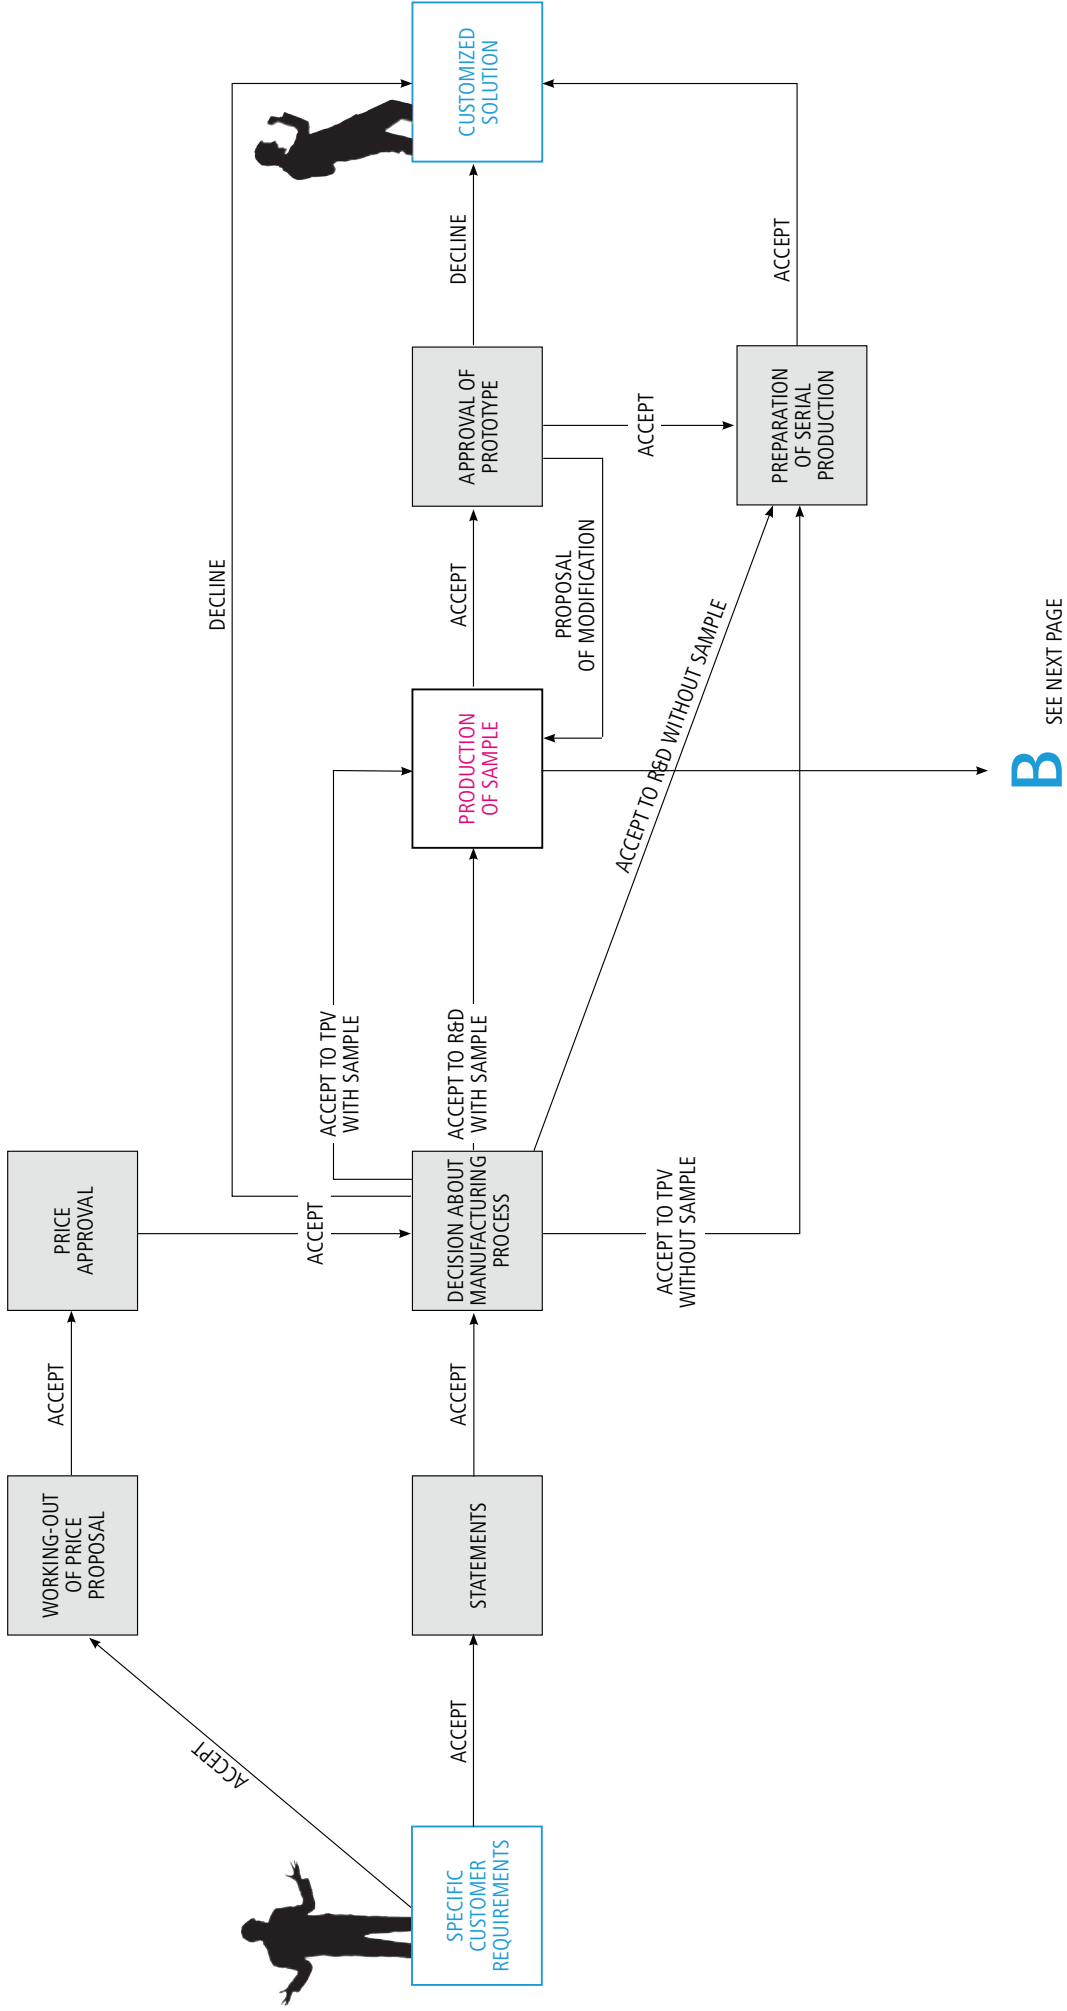 WORKING-OUT
OF PRICE
PROPOSAL
ACCEPT
PRICE
APPROVAL
ACCEPT
ACCEPT
DECLINE
SPECIFIC
CUSTOMER
REQUIREMENTS
ACCEPT
STATEMENTS
ACCEPT
DECISION ABOUT
MANUFACTURING
PROCESS
ACCEPT TO TPV
WITH SAMPLE
ACCEPT TO R&D
WITH SAMPLE
PRODUCTION
OF SAMPLE
ACCEPT
APPROVAL OF
PROTOTYPE
DECLINE
CUSTOMIZED
SOLUTION
PROPOSAL
OF MODIFICATION
ACCEPT
ACCEPT TO R&D WITHOUT SAMPLE
ACCEPT TO TPV
WITHOUT SAMPLE
PREPARATION
OF SERIAL
PRODUCTION
ACCEPT
B
SEE NEXT PAGE